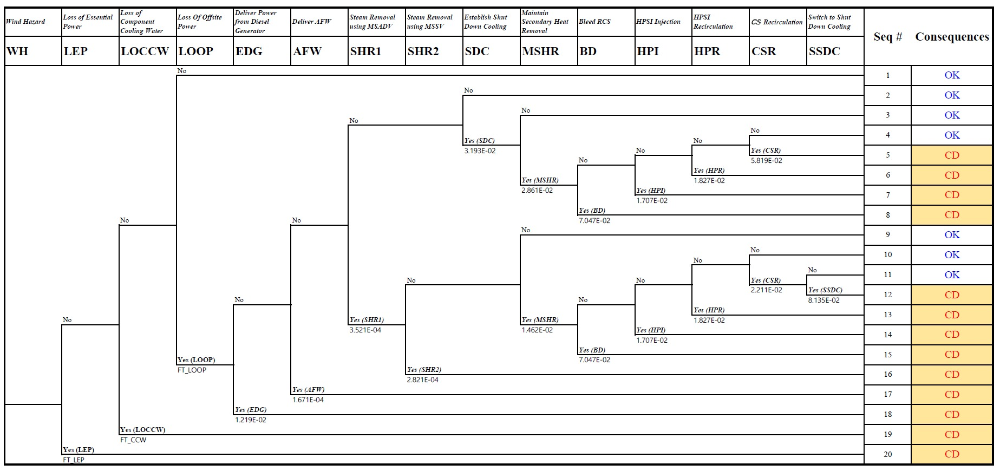 Wind Hazard
Loss of Essential
Power
Loss of
Component
Cooling Water
Loss Of Offsite
Power
Deliver Power
from Diesel
Generator
Deliver AFW
Steam Removal
using MSADV
Steam Removal
using MSSV
Establish Shut
Down Cooling
Maintain
Secondary Heat
Removal
Bleed RCS
HPSI Injection
HPSI
Recirculation
CS Recirculation
Switch to Shut
Down Cooling
Seq #
Consequences
WH
LEP
LOCCW
LOOP
EDG
AFW
SHR1
SHR2
SDC
MSHR
BD
HPI
HPR
CSR
SSDC
No
1
OK
No
2
OK
No
3
OK
No
No
4
OK
Yes (SDC)
3.193E-02
No
No
Yes (CSR)
5.819E-02
5
CD
No
Yes (HPR)
1.827E-02
6
CD
Yes (MSHR)
2.861E-02
Yes (HPI)
1.707E-02
7
CD
Yes (BD)
7.047E-02
8
CD
No
No
No
9
OK
No
10
OK
No
No
11
OK
No
No
Yes (CSR)
2.211E-02
Yes (SSDC)
8.135E-02
12
CD
No
No
Yes (HPR)
1.827E-02
13
CD
No
Yes (SHR1)
3.521E-04
Yes (MSHR)
1.462E-02
Yes (HPI)
1.707E-02
14
CD
Yes (BD)
7.047E-02
15
CD
Yes (LOOP)
FT_LOOP
Yes (SHR2)
2.821E-04
16
CD
Yes (AFW)
1.671E-04
17
CD
Yes (EDG)
1.219E-02
18
CD
Yes (LOCCW)
FT_CCW
19
CD
Yes (LEP)
FT_LEP
20
CD